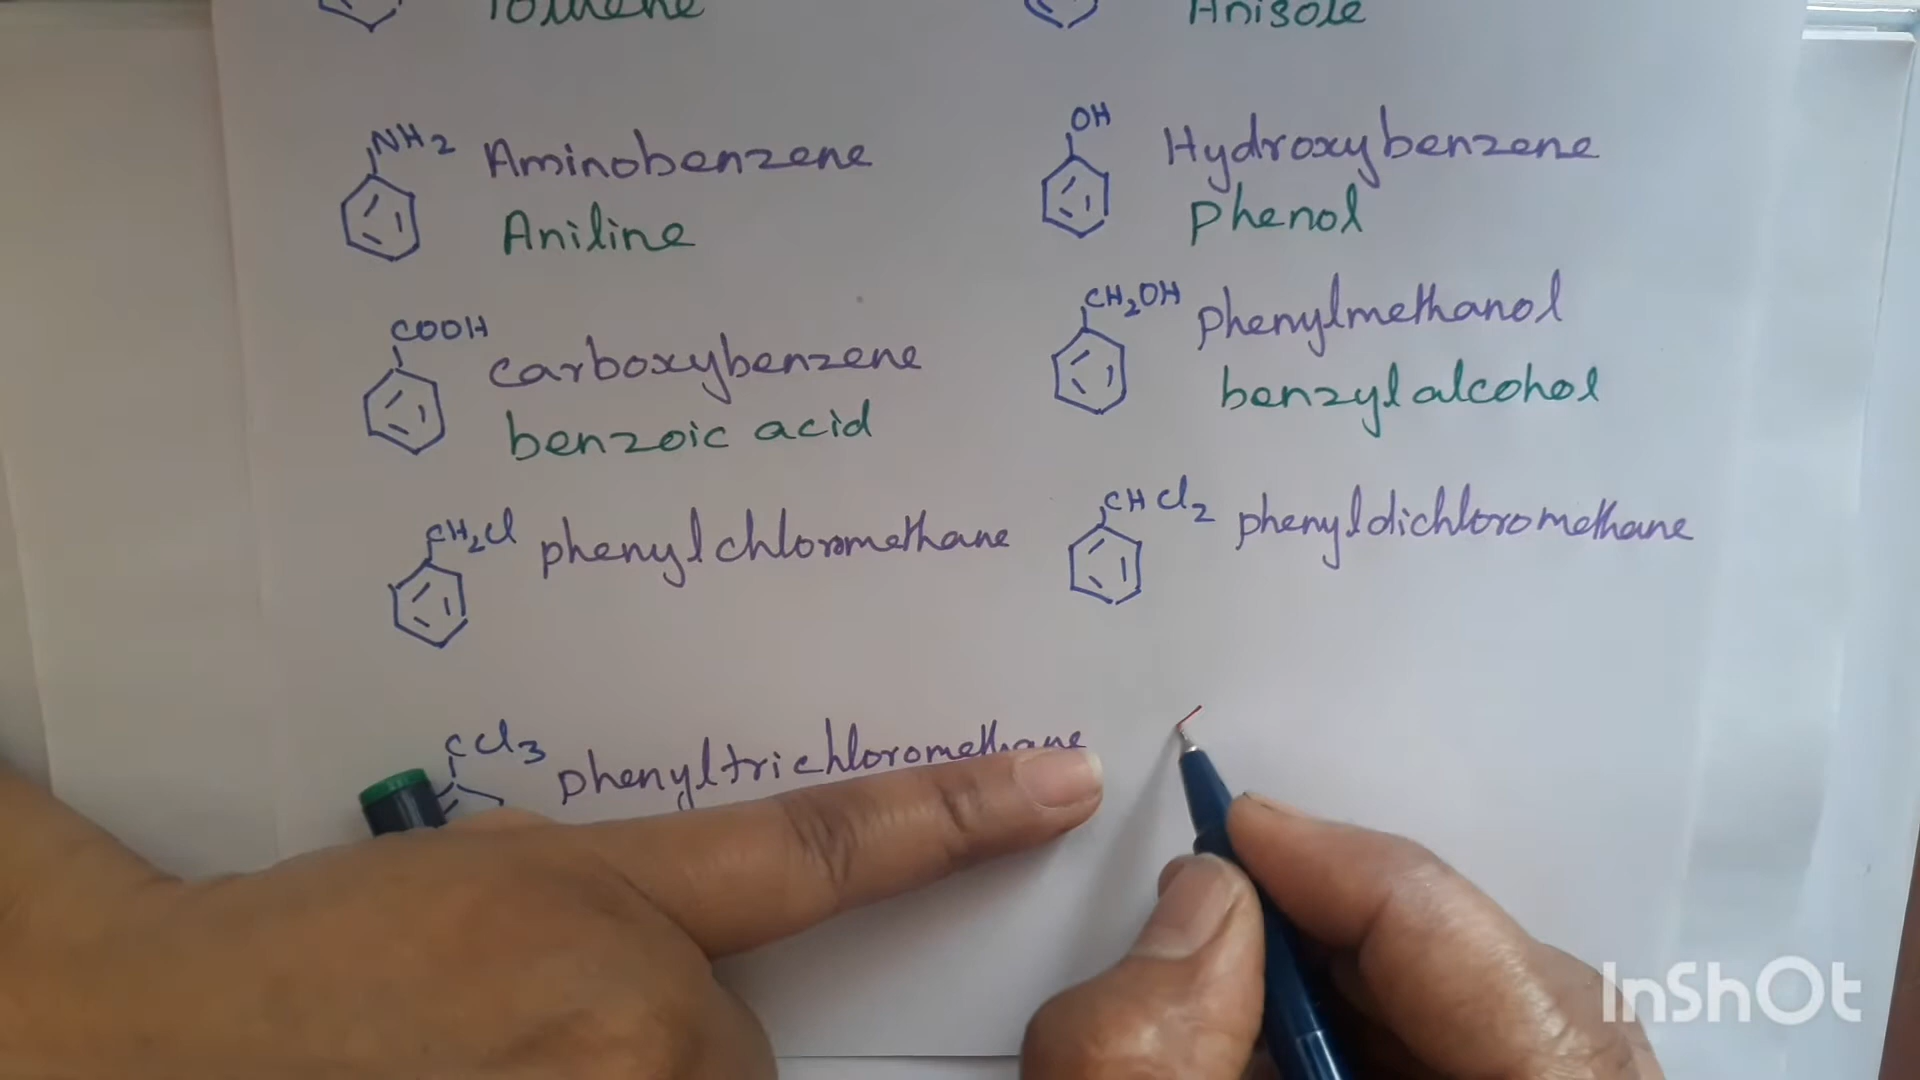 Toluene
Anisole
NH2 Aminobenzene
Aniline
OH Hydroxybenzene
phenol
COOH carboxybenzene
benzoic acid
CH2OH phenylmethanol
benzyl alcohol
CH2Cl phenylchloromethane
CHCl2 phenyldichloromethane
CCl3 phenyltrichloromethane
InShOt